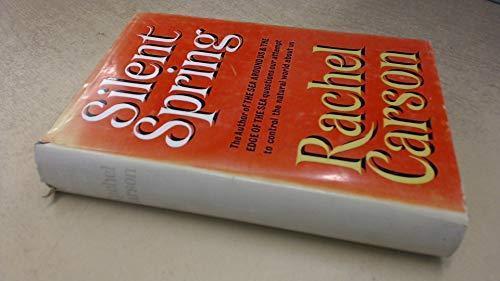 Silent
Spring
The Author of THE SEA AROUND US & THE
EDGE OF THE SEA questions our attempt
to control the natural world about us
Rachel
Carson
Rachel
Carson